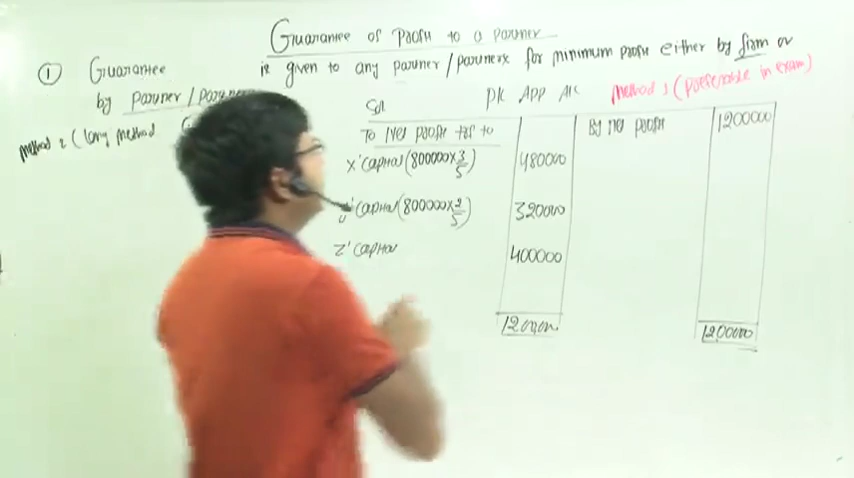 Guarantee of Profit to a Partner
① Guarantee is given to any partner/partners for minimum profit either by firm or
by partner/
Method 2 (long method
Sol P/L APP A/C Method 1 (Preferable in exam)
To Net profit tsf to By net profit 1200000
X' capital (800000×3/5) 480000
Y' capital (800000×2/5) 320000
Z' capital 400000
1200000 1200000